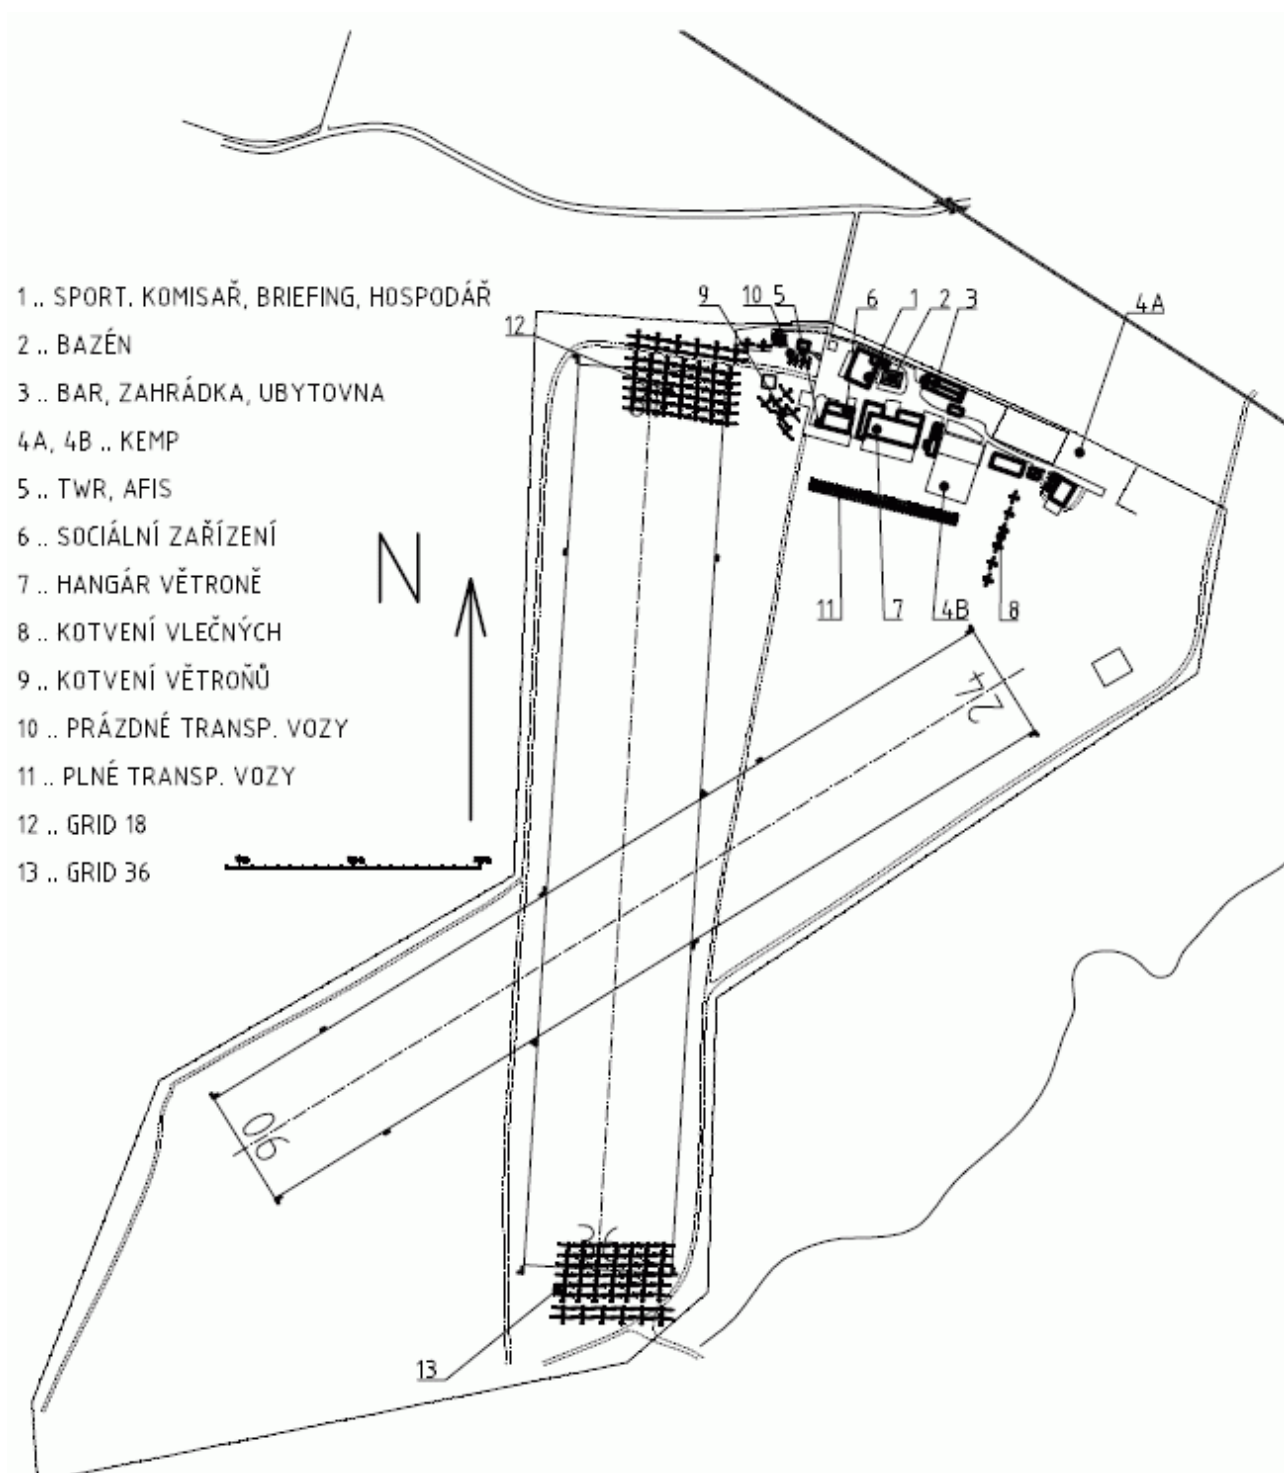 1 .. SPORT. KOMISAŘ, BRIEFING, HOSPODÁŘ
2 .. BAZÉN
3 .. BAR, ZAHRÁDKA, UBYTOVNA
4A, 4B .. KEMP
5 .. TWR, AFIS
6 .. SOCIÁLNÍ ZAŘÍZENÍ
7 .. HANGÁR VĚTRONĚ
8 .. KOTVENÍ VLEČNÝCH
9 .. KOTVENÍ VĚTROŇŮ
10 .. PRÁZDNÉ TRANSP. VOZY
11 .. PLNÉ TRANSP. VOZY
12 .. GRID 18
13 .. GRID 36
N
9 10 5 6 1 2 3 4A
12
11 7 4B 8
24
06
13